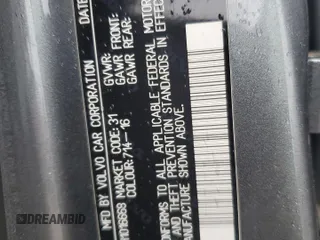 DATE
BY VOLVO CAR CORPORATION
GVWR:
GAWR FRONT:
GAWR REAR:
MARKET CODE: 31
COLOUR: 714-16
CONFORMS TO ALL APPLICABLE FEDERAL MOTOR
AND THEFT PREVENTION STANDARDS IN EFFECT
MANUFACTURE SHOWN ABOVE.
DREAMBID